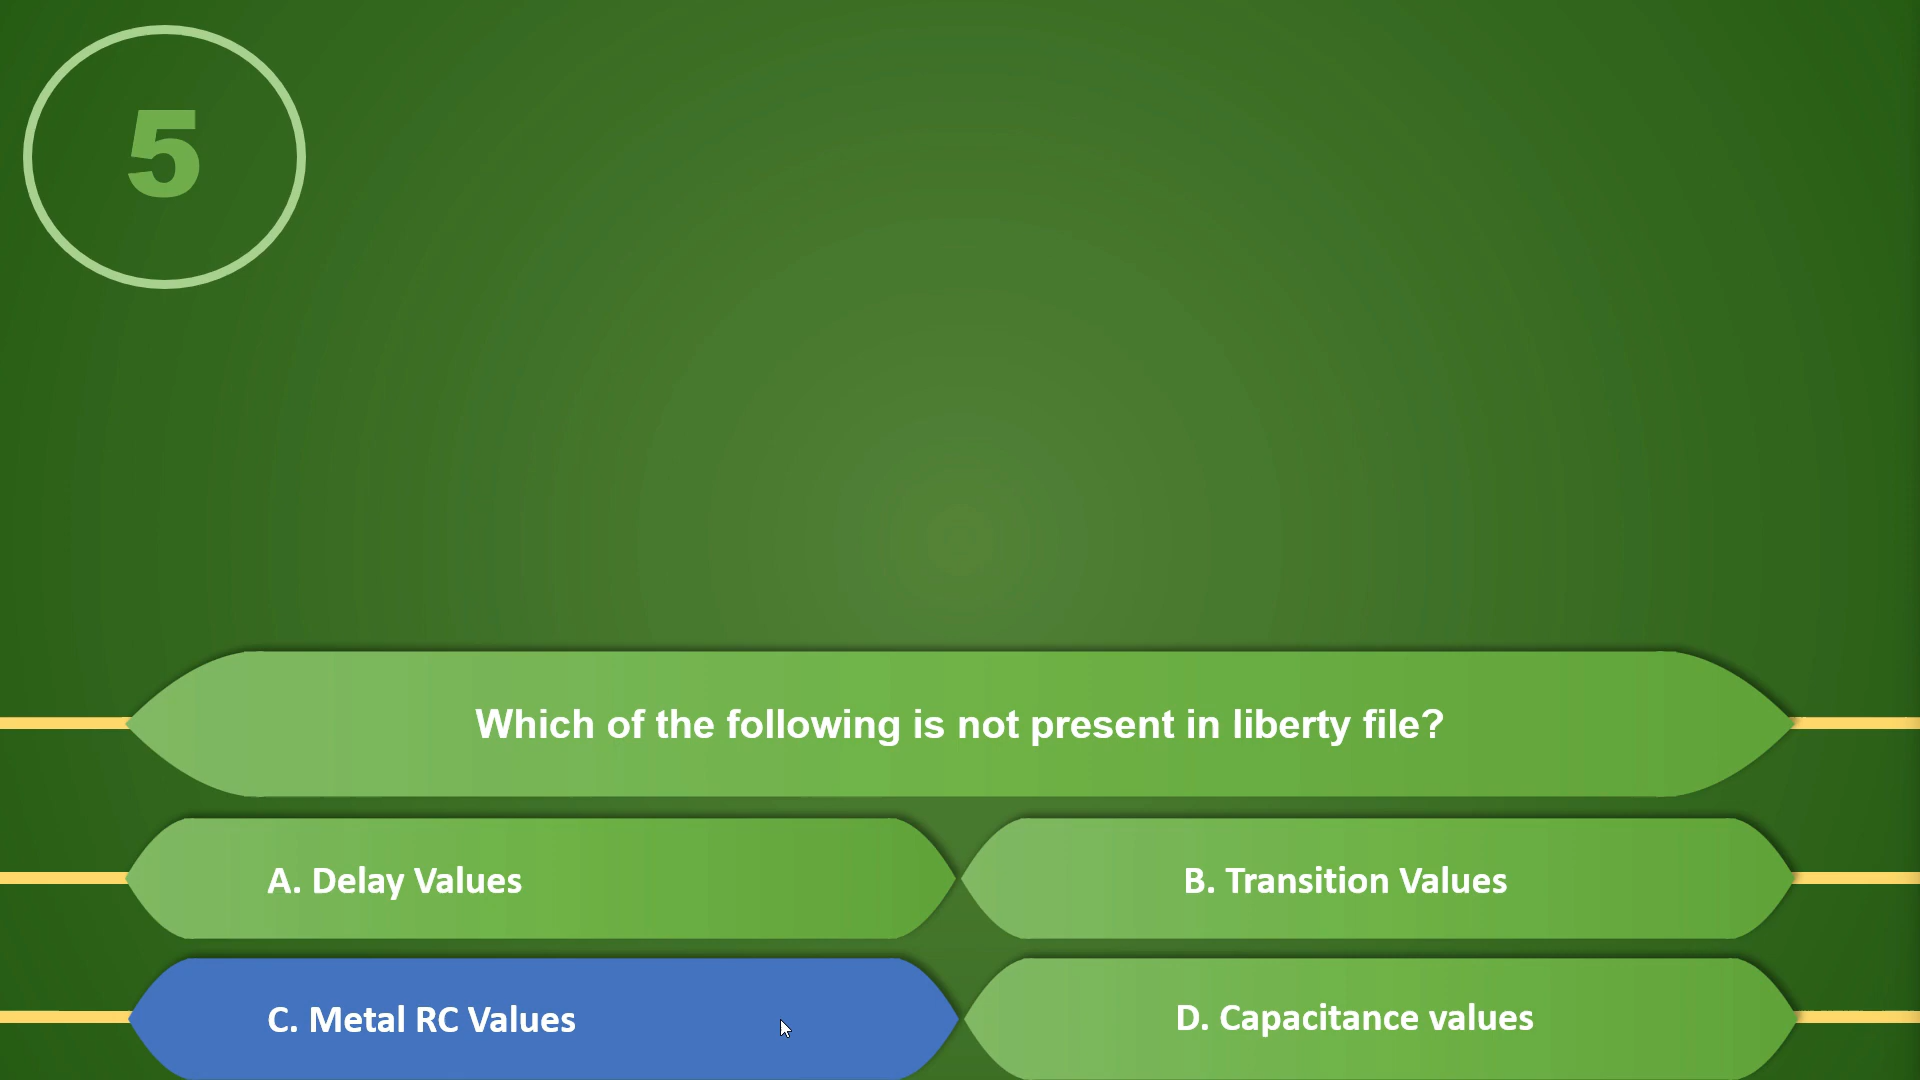 5
Which of the following is not present in liberty file?
A. Delay Values
B. Transition Values
C. Metal RC Values
D. Capacitance values